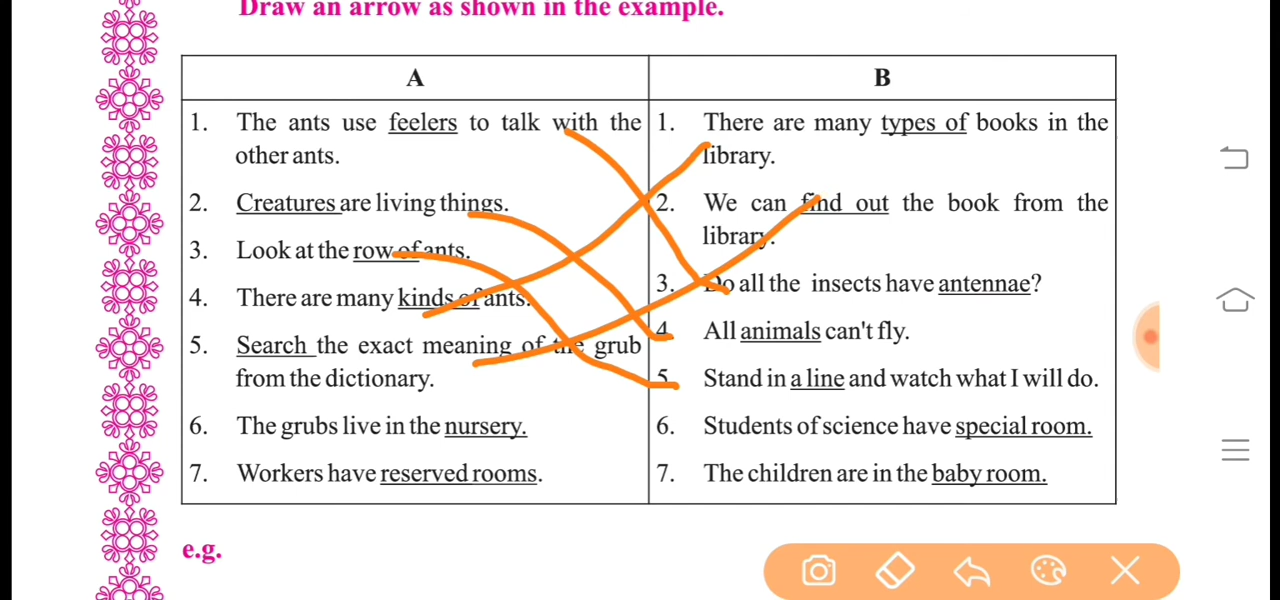 Draw an arrow as shown in the example.
A
B
1. The ants use feelers to talk with the
other ants.
2. Creatures are living things.
3. Look at the row of ants.
4. There are many kinds of ants.
5. Search the exact meaning of the grub
from the dictionary.
6. The grubs live in the nursery.
7. Workers have reserved rooms.
1. There are many types of books in the
library.
2. We can find out the book from the
library.
3. Do all the insects have antennae?
4. All animals can't fly.
5. Stand in a line and watch what I will do.
6. Students of science have special room.
7. The children are in the baby room.
e.g.